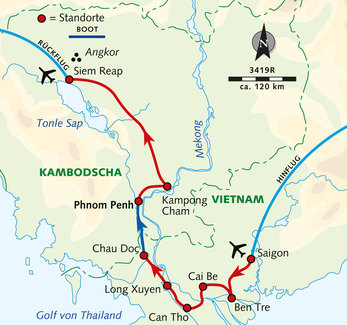 = Standorte
BOOT
RÜCKFLUG
Angkor
Siem Reap
3419R
ca. 120 km
Tonle Sap
Mekong
HINFLUG
KAMBODSCHA
Kampong
Cham
VIETNAM
Phnom Penh
Chau Doc
Saigon
Cai Be
Long Xuyen
Ben Tre
Can Tho
Golf von Thailand